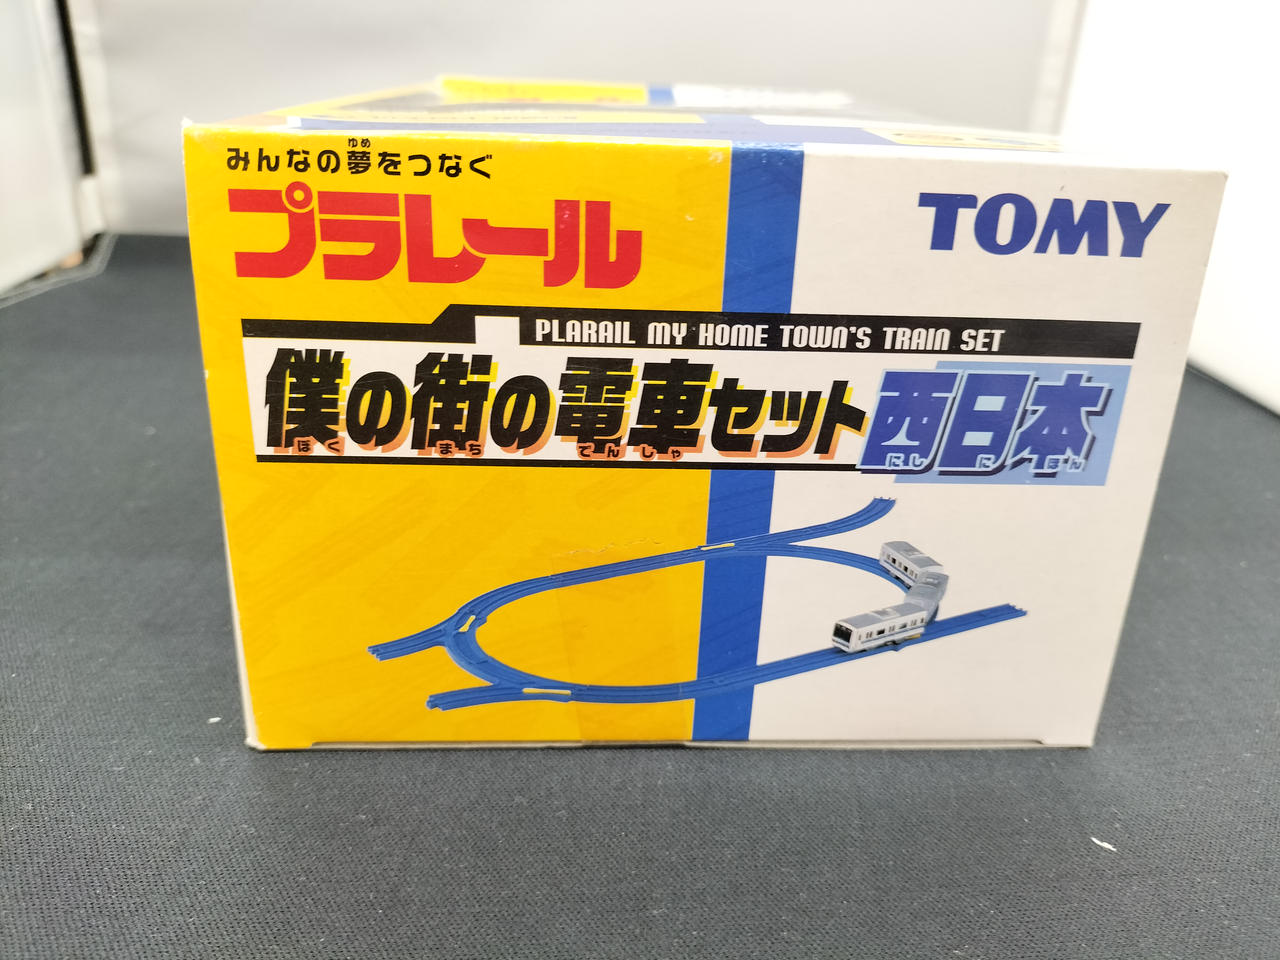 みんなの夢をつなぐ
ゆめ
プラレール
TOMY
PLARAIL MY HOME TOWN'S TRAIN SET
僕の街の電車セット 西日本
ぼく まち でんしゃ にし に ほん